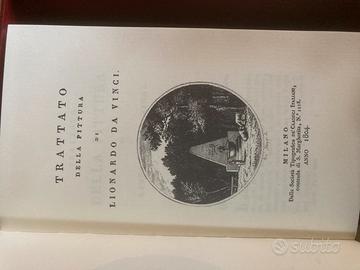 TRATTATO
DELLA PITTURA
DI
LIONARDO DA VINCI.
MILANO
Dalla Società Tipografica de' Classici Italiani,
contrada di S. Margherita, N.° 1118.
ANNO 1804.
subito